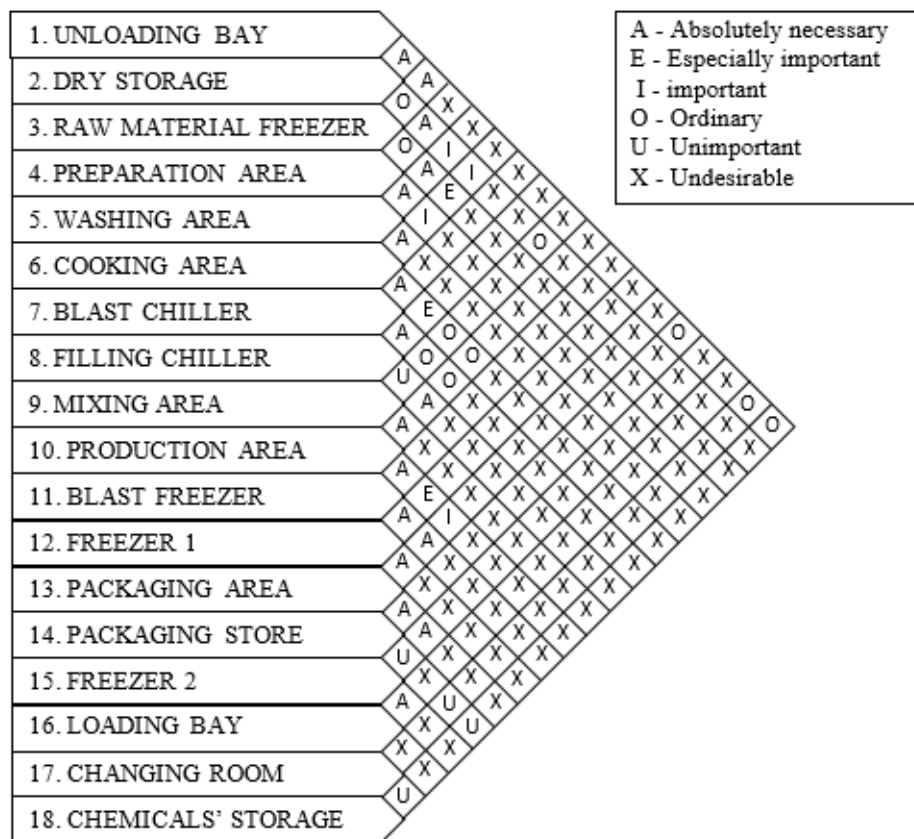 1. UNLOADING BAY
2. DRY STORAGE
3. RAW MATERIAL FREEZER
4. PREPARATION AREA
5. WASHING AREA
6. COOKING AREA
7. BLAST CHILLER
8. FILLING CHILLER
9. MIXING AREA
10. PRODUCTION AREA
11. BLAST FREEZER
12. FREEZER 1
13. PACKAGING AREA
14. PACKAGING STORE
15. FREEZER 2
16. LOADING BAY
17. CHANGING ROOM
18. CHEMICALS' STORAGE
A O O A A A A U A A A A A U A X U
A A A I X E O A X E A X A X X X
X I E X X O O X X I X X X U X
X I X X X O X X X X X X X U
X X X X X X X X X X X X X
X X X X X X X X X X X X
X O X X X X X X X X X
X X X X X X X X X X
X X X X X X X X X
X X X X X X X X
X X X X X X X
X X X X X X
O X X X X
X X X X
X X X
O X
O
A - Absolutely necessary
E - Especially important
I - important
O - Ordinary
U - Unimportant
X - Undesirable